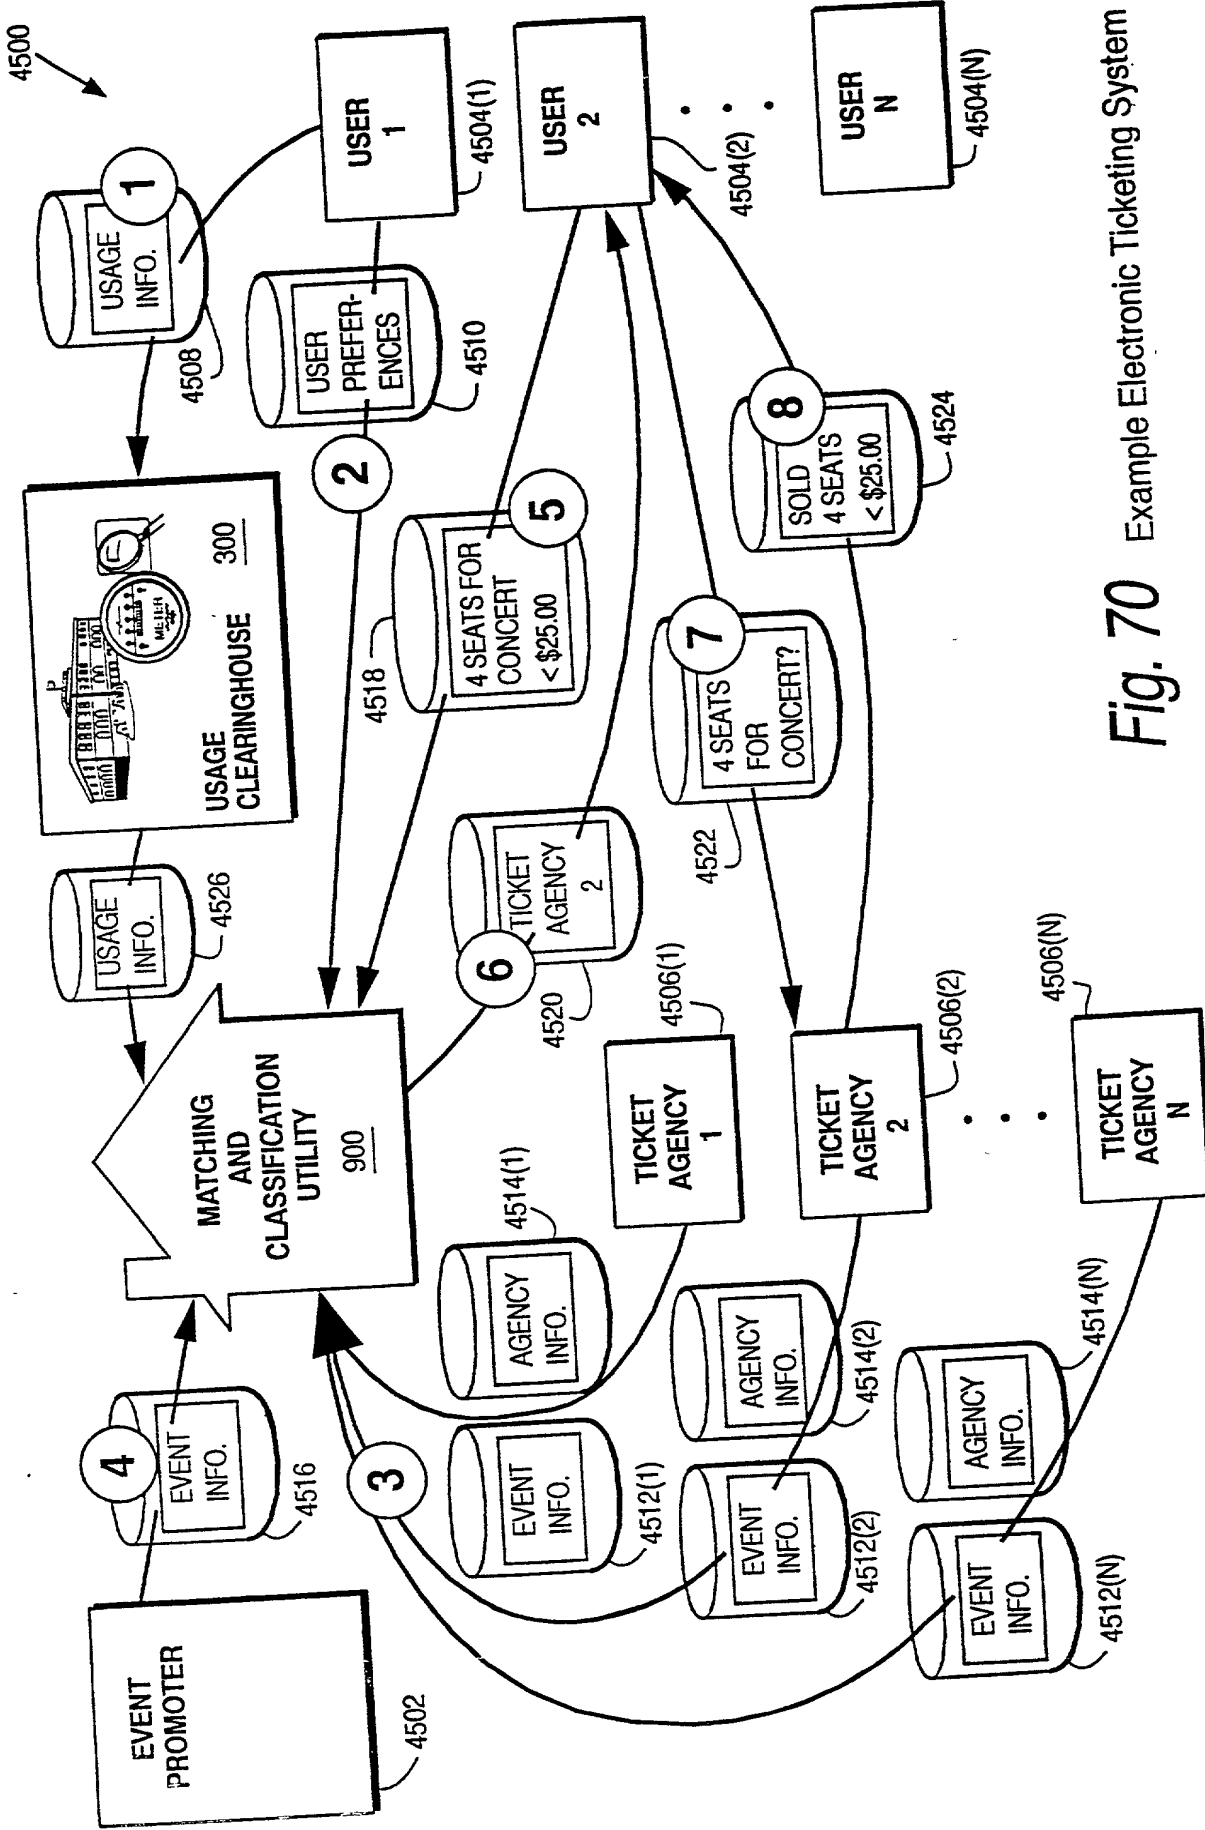 4500
EVENT
PROMOTER
4502
4
EVENT
INFO.
4516
MATCHING
AND
CLASSIFICATION
UTILITY
900
USAGE
INFO.
4526
USAGE
CLEARINGHOUSE
300
METER
USAGE
INFO.
1
4508
USER
1
4504(1)
2
USER
PREFER-
ENCES
4510
4518
4 SEATS FOR
CONCERT
< $25.00
5
USER
2
4504(2)
3
EVENT
INFO.
4512(1)
AGENCY
INFO.
4514(1)
6
TICKET
AGENCY
2
4520
TICKET
AGENCY
1
4506(1)
4 SEATS
FOR
CONCERT?
7
4522
SOLD
4 SEATS
< $25.00
8
4524
EVENT
INFO.
4512(2)
AGENCY
INFO.
4514(2)
TICKET
AGENCY
2
4506(2)
EVENT
INFO.
4512(N)
AGENCY
INFO.
4514(N)
TICKET
AGENCY
N
4506(N)
USER
N
4504(N)
Fig. 70 Example Electronic Ticketing System